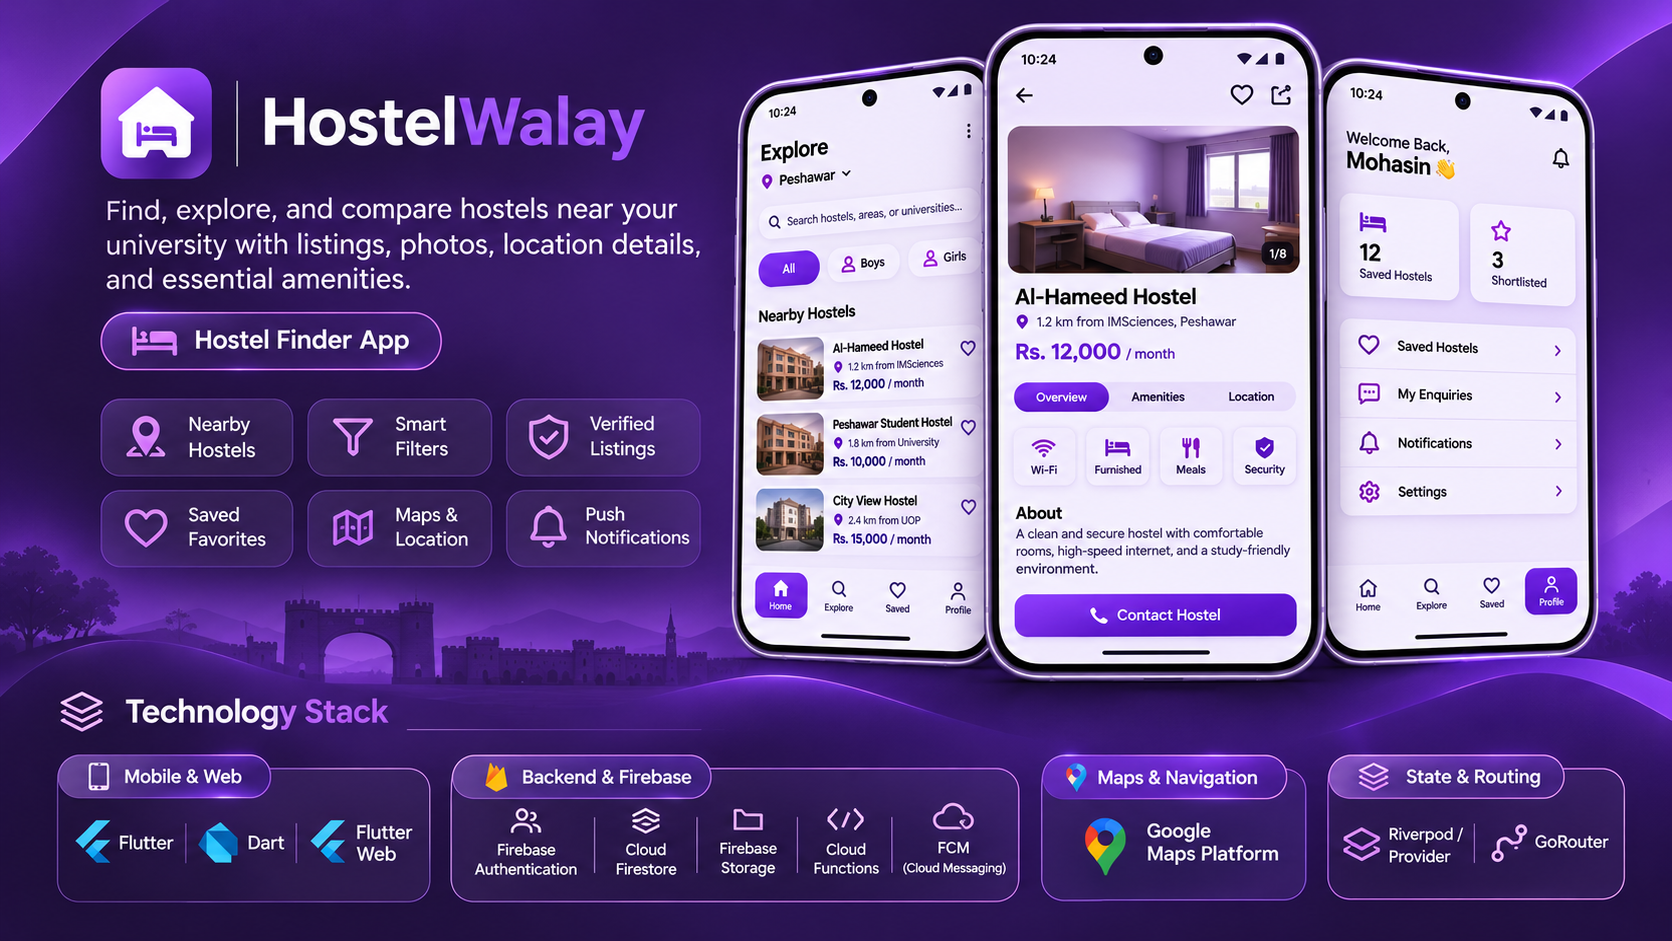 HostelWalay
Find, explore, and compare hostels near your
university with listings, photos, location details,
and essential amenities.
Hostel Finder App
Nearby
Hostels
Smart
Filters
Verified
Listings
Saved
Favorites
Maps &
Location
Push
Notifications
10:24
Explore
Peshawar
Search hostels, areas, or universities...
All
Boys
Girls
Nearby Hostels
Al-Hameed Hostel
1.2 km from IMSciences
Rs. 12,000 / month
Peshawar Student Hostel
1.8 km from University
Rs. 10,000 / month
City View Hostel
2.4 km from UOP
Rs. 15,000 / month
Home
Explore
Saved
Profile
10:24
1/8
Al-Hameed Hostel
1.2 km from IMSciences, Peshawar
Rs. 12,000 / month
Overview
Amenities
Location
Wi-Fi
Furnished
Meals
Security
About
A clean and secure hostel with comfortable
rooms, high-speed internet, and a study-friendly
environment.
Contact Hostel
10:24
Welcome Back,
Mohasin 👋
12
Saved Hostels
3
Shortlisted
Saved Hostels
My Enquiries
Notifications
Settings
Home
Explore
Saved
Profile
Technology Stack
Mobile & Web
Flutter
Dart
Flutter
Web
Backend & Firebase
Firebase
Authentication
Cloud
Firestore
Firebase
Storage
Cloud
Functions
FCM
(Cloud Messaging)
Maps & Navigation
Google
Maps Platform
State & Routing
Riverpod /
Provider
GoRouter